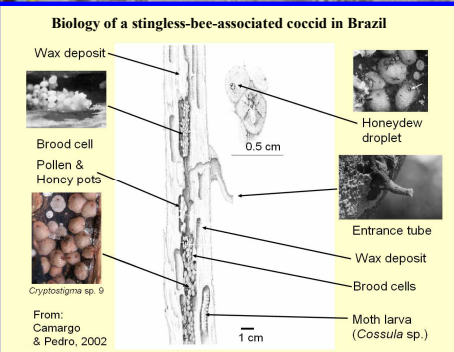 Biology of a stingless-bee-associated coccid in Brazil
Wax deposit
Brood cell
Pollen &
Honcy pots
Cryptostigma sp. 9
From:
Camargo
& Pedro, 2002
0.5 cm
1 cm
Honeydew
droplet
Entrance tube
Wax deposit
Brood cells
Moth larva
(Cossula sp.)